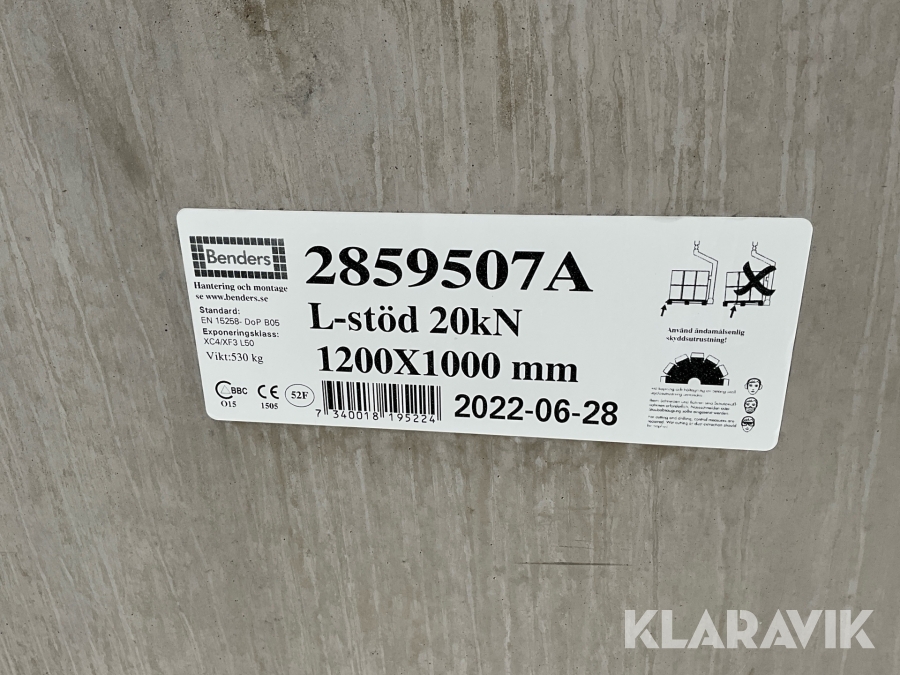 Benders
2859507A
Hantering och montage
se www.benders.se
Standard:
EN 15258- DoP B05
Exponeringsklass:
XC4/XF3 L50
Vikt:530 kg
L-stöd 20kN
1200X1000 mm
BBC
O15
CE
1505
52F
7 340018 195224
2022-06-28
Använd ändamålsenlig
skyddsutrustning!
KLARAVIK